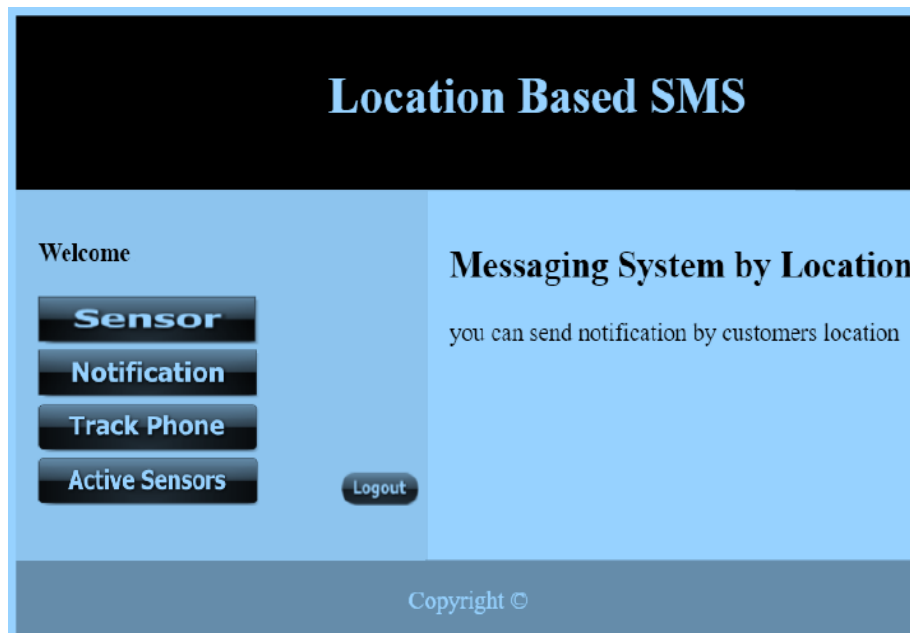 Location Based SMS
Welcome
Sensor
Notification
Track Phone
Active Sensors
Logout
Messaging System by Location
you can send notification by customers location
Copyright ©